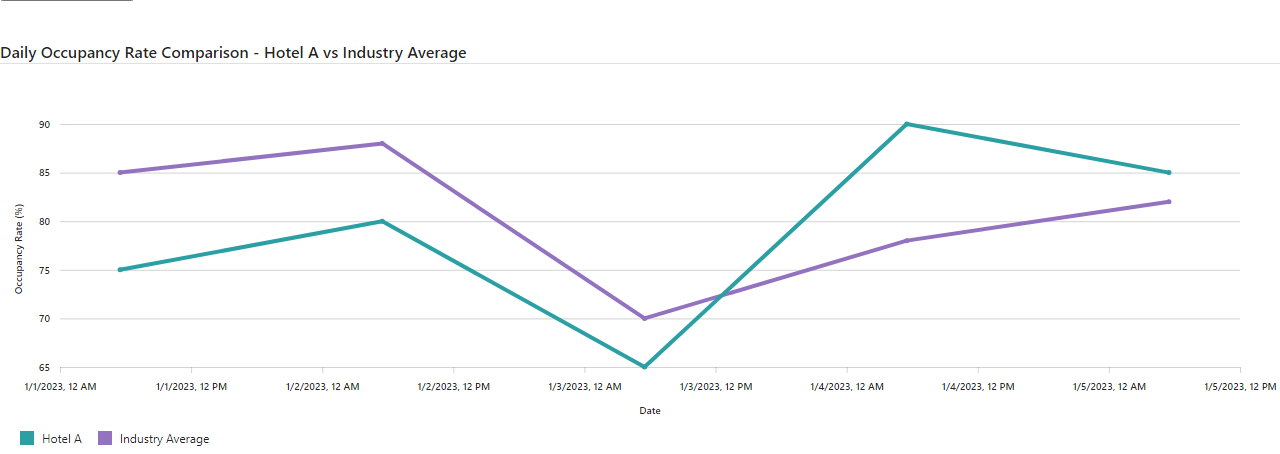 Daily Occupancy Rate Comparison - Hotel A vs Industry Average
90
85
80
75
70
65
Occupancy Rate (%)
1/1/2023, 12 AM 1/1/2023, 12 PM 1/2/2023, 12 AM 1/2/2023, 12 PM 1/3/2023, 12 AM 1/3/2023, 12 PM 1/4/2023, 12 AM 1/4/2023, 12 PM 1/5/2023, 12 AM 1/5/2023, 12 PM
Date
Hotel A Industry Average